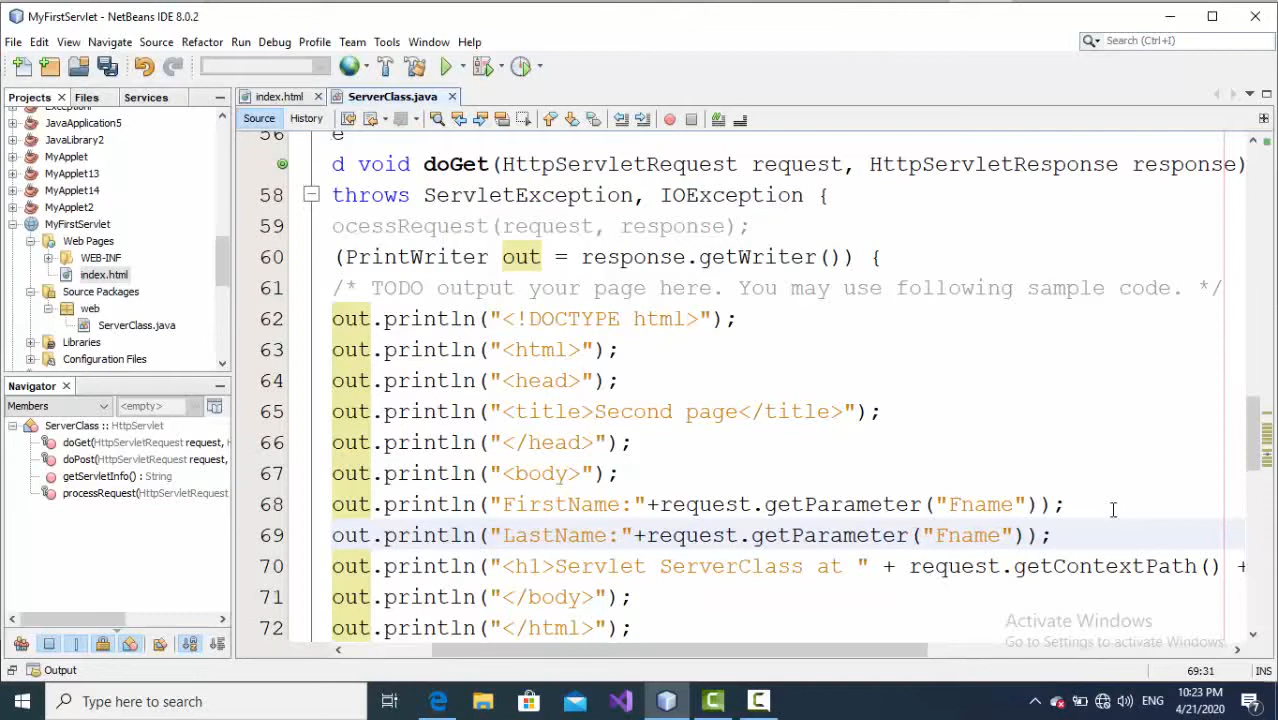 MyFirstServlet - NetBeans IDE 8.0.2
File Edit View Navigate Source Refactor Run Debug Profile Team Tools Window Help
Search (Ctrl+I)
Projects Files Services
JavaApplication5
JavaLibrary2
MyApplet
MyApplet13
MyApplet14
MyApplet2
MyFirstServlet
Web Pages
WEB-INF
index.html
Source Packages
web
ServerClass.java
Libraries
Configuration Files
Navigator
Members <empty>
ServerClass :: HttpServlet
doGet(HttpServletRequest request, H
doPost(HttpServletRequest request,
getServletInfo() : String
processRequest(HttpServletRequest
index.html ServerClass.java
Source History
56 e
d void doGet(HttpServletRequest request, HttpServletResponse response)
58 throws ServletException, IOException {
59 ocessRequest(request, response);
60 (PrintWriter out = response.getWriter()) {
61 /* TODO output your page here. You may use following sample code. */
62 out.println("<!DOCTYPE html>");
63 out.println("<html>");
64 out.println("<head>");
65 out.println("<title>Second page</title>");
66 out.println("</head>");
67 out.println("<body>");
68 out.println("FirstName:"+request.getParameter("Fname"));
69 out.println("LastName:"+request.getParameter("Fname"));
70 out.println("<h1>Servlet ServerClass at " + request.getContextPath() +
71 out.println("</body>");
72 out.println("</html>");
Activate Windows
Go to Settings to activate Windows.
Output
69:31 INS
Type here to search
ENG
10:23 PM
4/21/2020
7